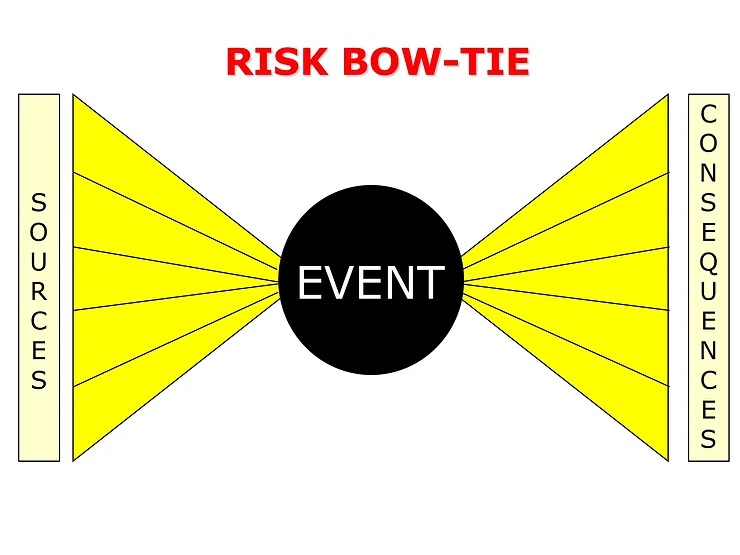 RISK BOW-TIE
SOURCES
EVENT
CONSEQUENCES